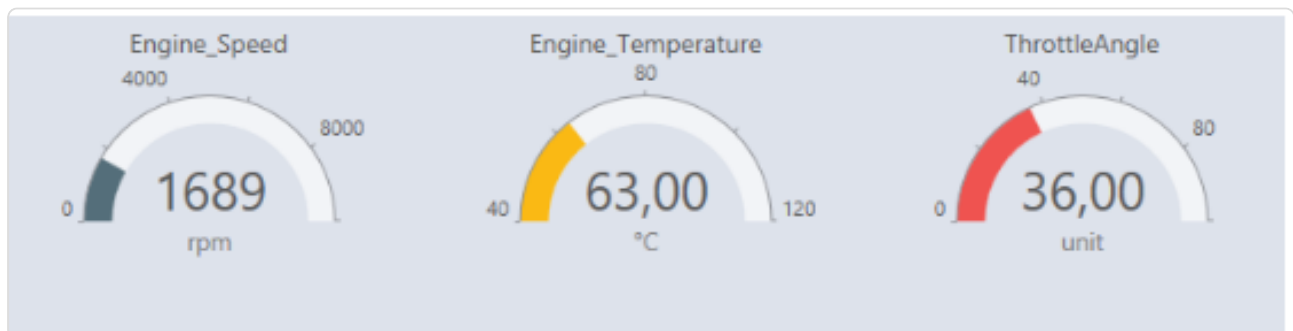 Engine_Speed
4000
8000
0
1689
rpm
Engine_Temperature
80
40
120
63,00
°C
ThrottleAngle
40
80
0
36,00
unit